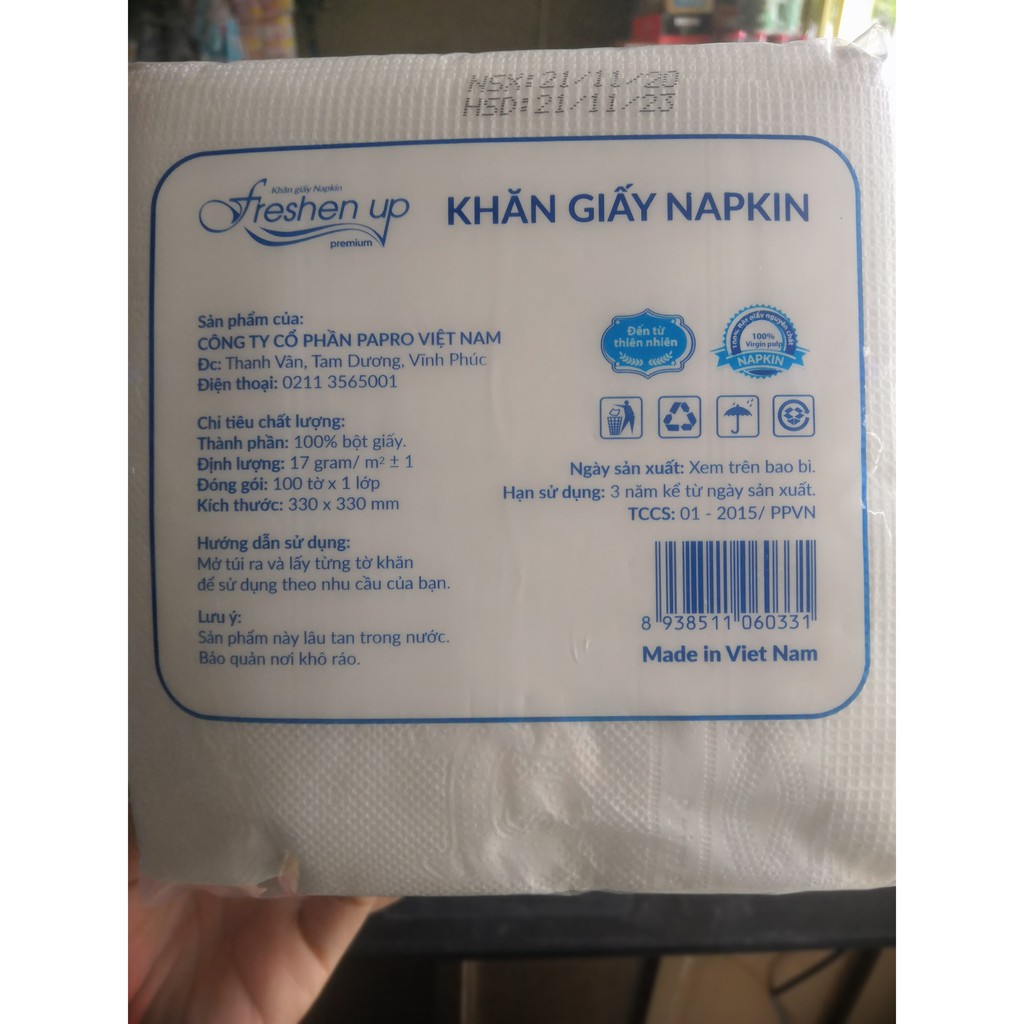 NSX: 21/11/20
HSD: 21/11/23
Khăn giấy Napkin
freshen up
premium
KHĂN GIẤY NAPKIN
Sản phẩm của:
CÔNG TY CỔ PHẦN PAPRO VIỆT NAM
Đc: Thanh Vân, Tam Dương, Vĩnh Phúc
Điện thoại: 0211 3565001
Chỉ tiêu chất lượng:
Thành phần: 100% bột giấy.
Định lượng: 17 gram/ m² ± 1
Đóng gói: 100 tờ x 1 lớp
Kích thước: 330 x 330 mm
Hướng dẫn sử dụng:
Mở túi ra và lấy từng tờ khăn
để sử dụng theo nhu cầu của bạn.
Lưu ý:
Sản phẩm này lâu tan trong nước.
Bảo quản nơi khô ráo.
Đến từ
thiên nhiên
100% Bột giấy nguyên chất
100%
Virgin pulp
NAPKIN
Ngày sản xuất: Xem trên bao bì.
Hạn sử dụng: 3 năm kể từ ngày sản xuất.
TCCS: 01 - 2015/ PPVN
8 938511 060331
Made in Viet Nam